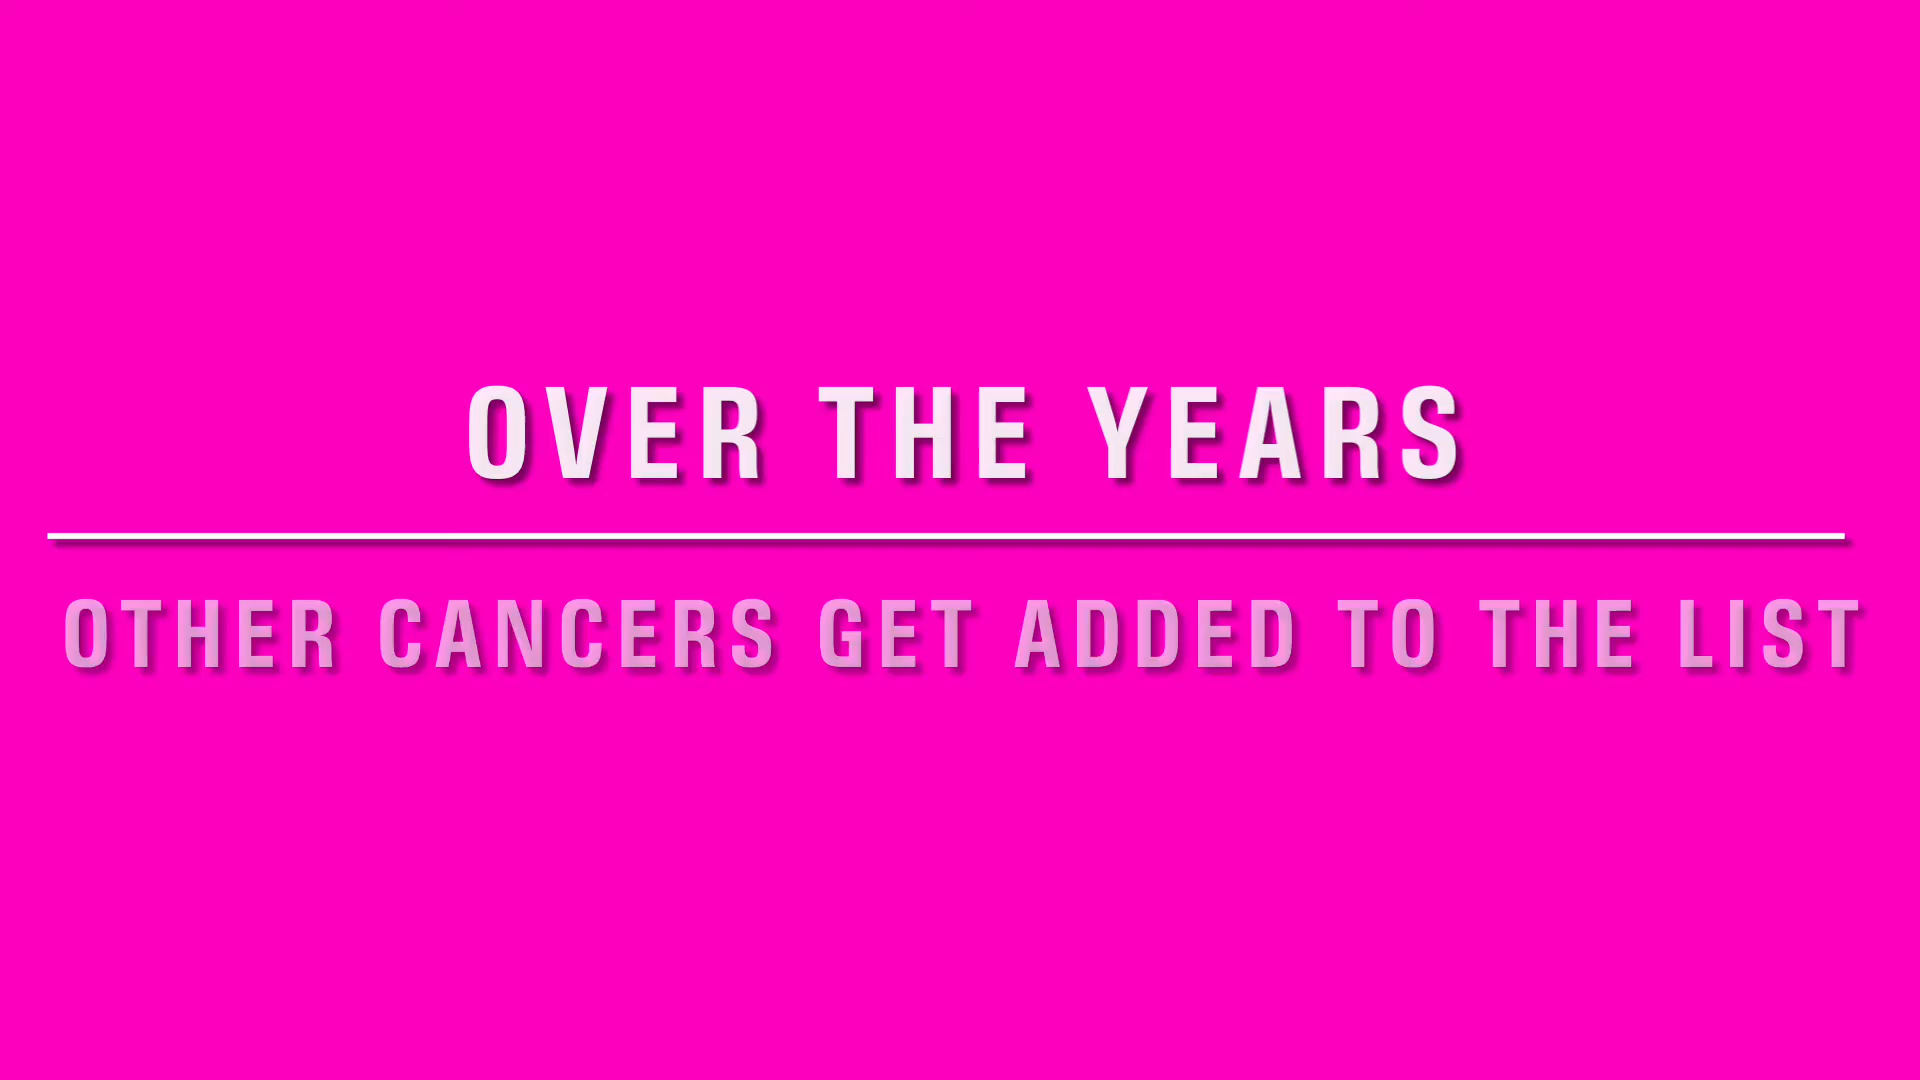 OVER THE YEARS
OTHER CANCERS GET ADDED TO THE LIST